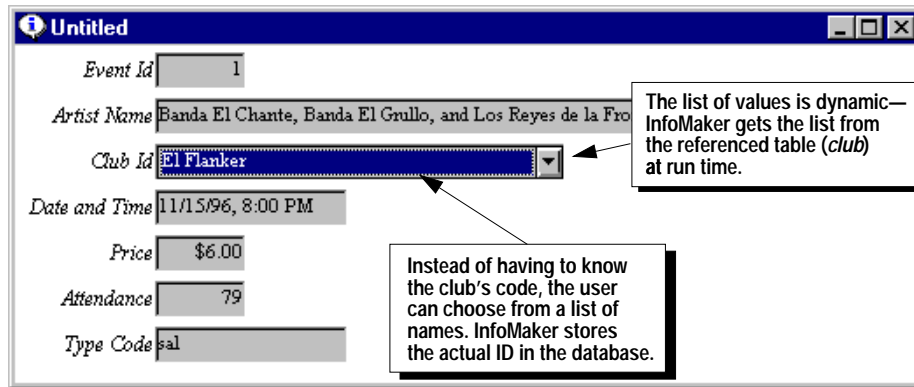 Untitled
Event Id 1
Artist Name Banda El Chante, Banda El Grullo, and Los Reyes de la Fro
The list of values is dynamic—
InfoMaker gets the list from
the referenced table (club)
at run time.
Club Id El Flanker
Date and Time 11/15/96, 8:00 PM
Price $6.00
Instead of having to know
the club's code, the user
can choose from a list of
names. InfoMaker stores
the actual ID in the database.
Attendance 79
Type Code sal